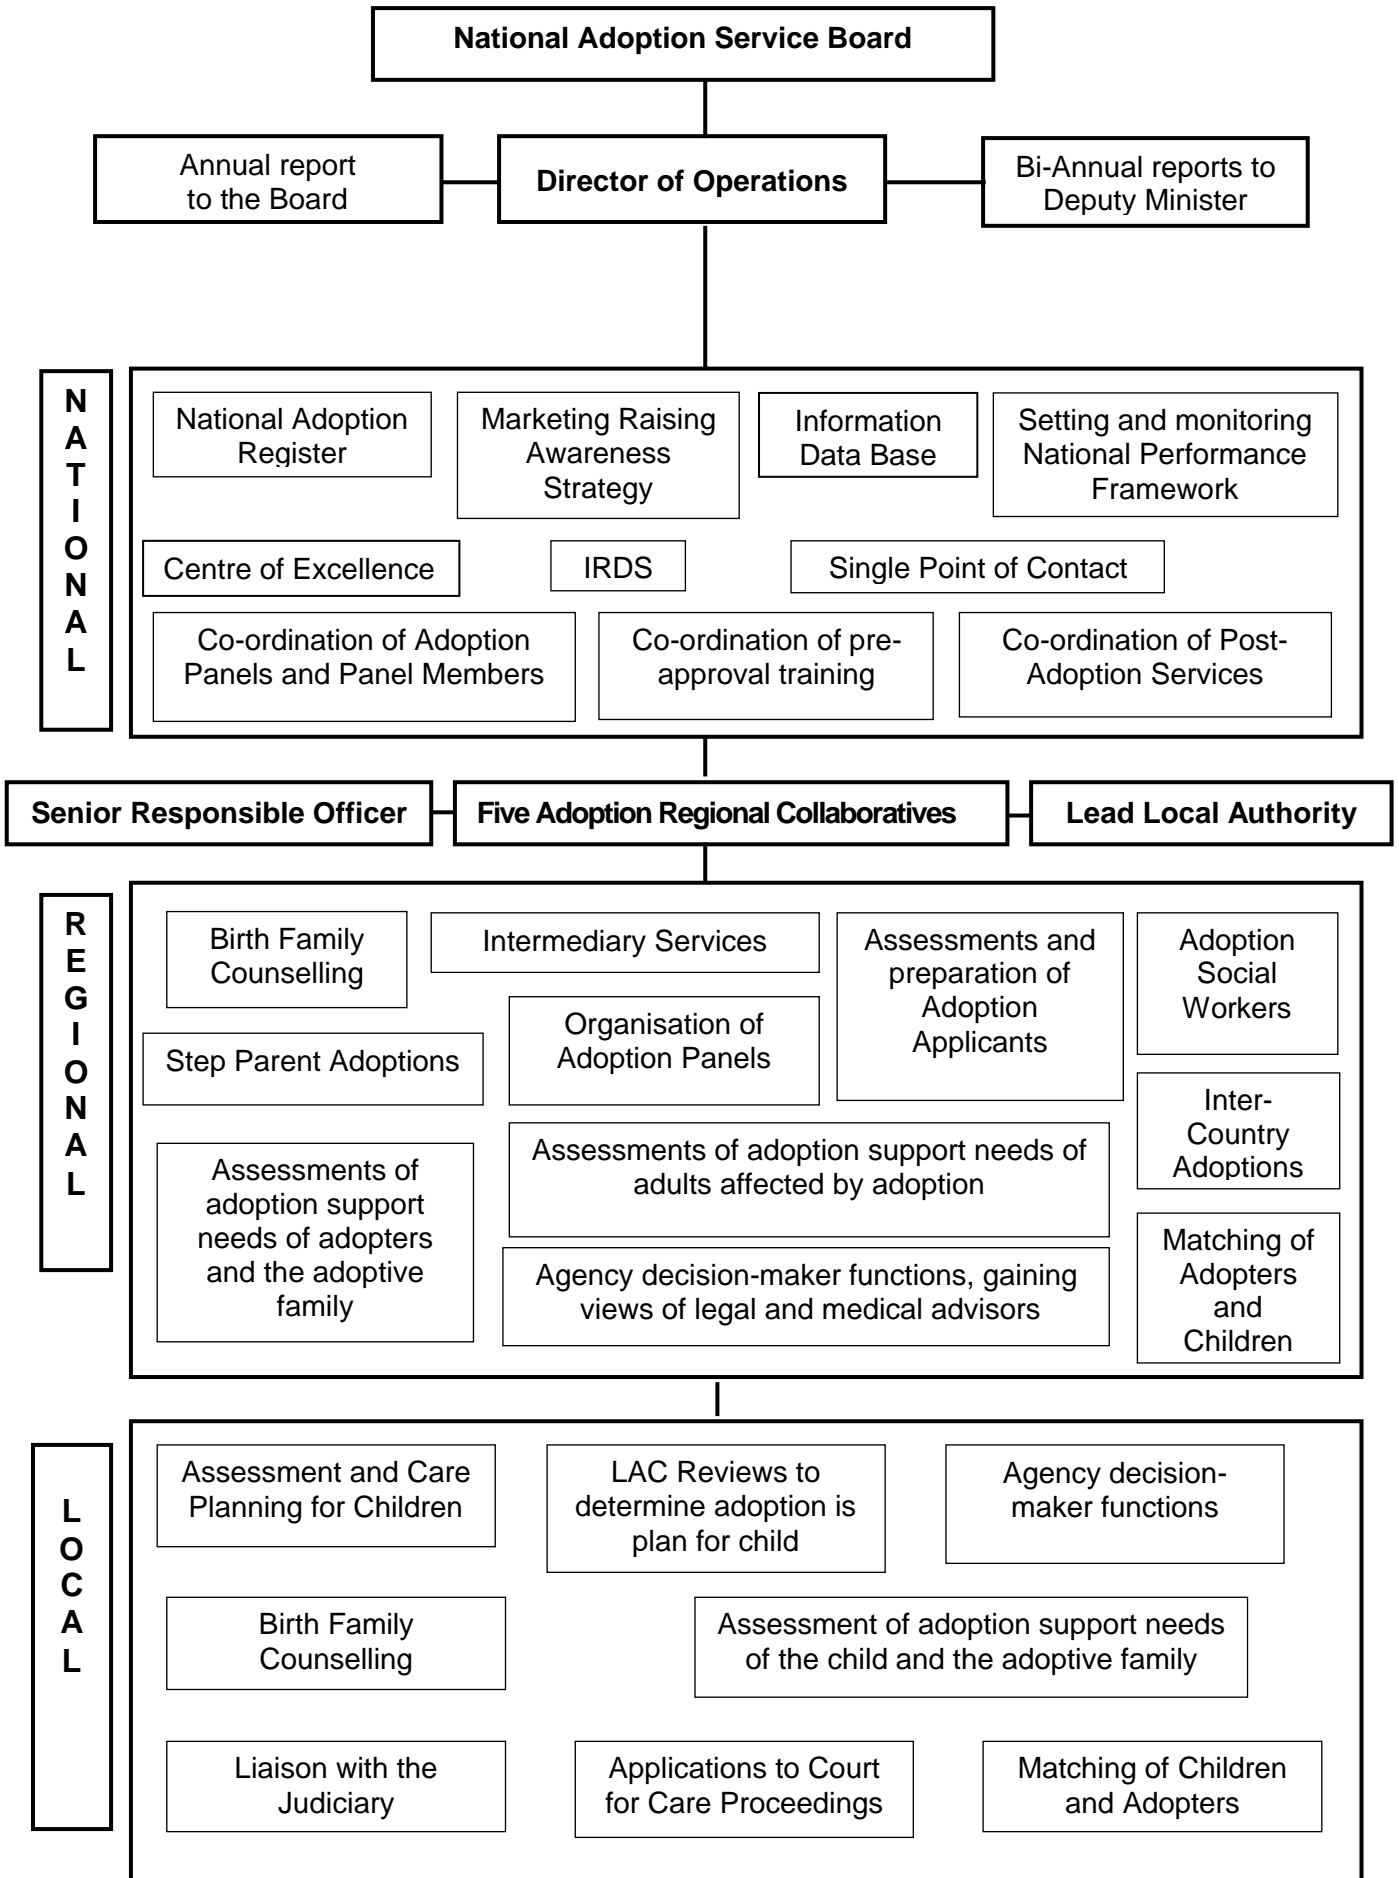 National Adoption Service Board
Annual report
to the Board
Director of Operations
Bi-Annual reports to
Deputy Minister
NATIONAL
National Adoption
Register
Marketing Raising
Awareness
Strategy
Information
Data Base
Setting and monitoring
National Performance
Framework
Centre of Excellence
IRDS
Single Point of Contact
Co-ordination of Adoption
Panels and Panel Members
Co-ordination of pre-
approval training
Co-ordination of Post-
Adoption Services
Senior Responsible Officer
Five Adoption Regional Collaboratives
Lead Local Authority
REGIONAL
Birth Family
Counselling
Intermediary Services
Assessments and
preparation of
Adoption
Applicants
Adoption
Social
Workers
Step Parent Adoptions
Organisation of
Adoption Panels
Inter-
Country
Adoptions
Assessments of
adoption support
needs of adopters
and the adoptive
family
Assessments of adoption support needs of
adults affected by adoption
Agency decision-maker functions, gaining
views of legal and medical advisors
Matching of
Adopters
and
Children
LOCAL
Assessment and Care
Planning for Children
LAC Reviews to
determine adoption is
plan for child
Agency decision-
maker functions
Birth Family
Counselling
Assessment of adoption support needs
of the child and the adoptive family
Liaison with the
Judiciary
Applications to Court
for Care Proceedings
Matching of Children
and Adopters